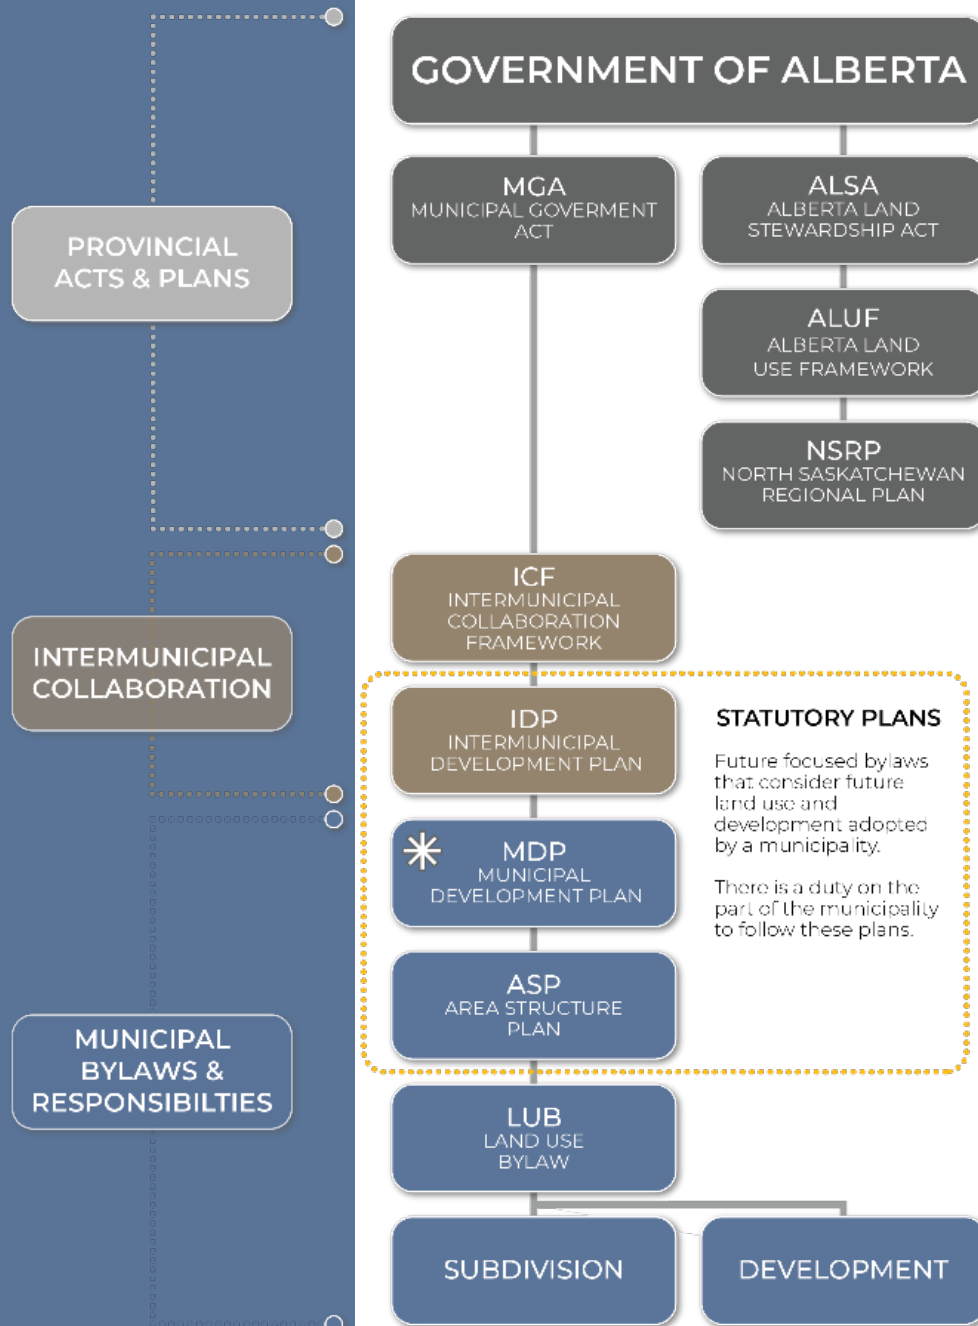 GOVERNMENT OF ALBERTA
MGA
MUNICIPAL GOVERMENT
ACT
ALSA
ALBERTA LAND
STEWARDSHIP ACT
PROVINCIAL
ACTS & PLANS
ALUF
ALBERTA LAND
USE FRAMEWORK
NSRP
NORTH SASKATCHEWAN
REGIONAL PLAN
ICF
INTERMUNICIPAL
COLLABORATION
FRAMEWORK
INTERMUNICIPAL
COLLABORATION
IDP
INTERMUNICIPAL
DEVELOPMENT PLAN
STATUTORY PLANS
Future focused bylaws
that consider future
land use and
development adopted
by a municipality.
There is a duty on the
part of the municipality
to follow these plans.
MDP
MUNICIPAL
DEVELOPMENT PLAN
ASP
AREA STRUCTURE
PLAN
MUNICIPAL
BYLAWS &
RESPONSIBILTIES
LUB
LAND USE
BYLAW
SUBDIVISION
DEVELOPMENT